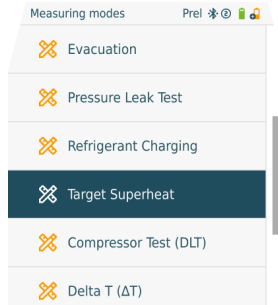 Measuring modes Prel
Evacuation
Pressure Leak Test
Refrigerant Charging
Target Superheat
Compressor Test (DLT)
Delta T (ΔT)